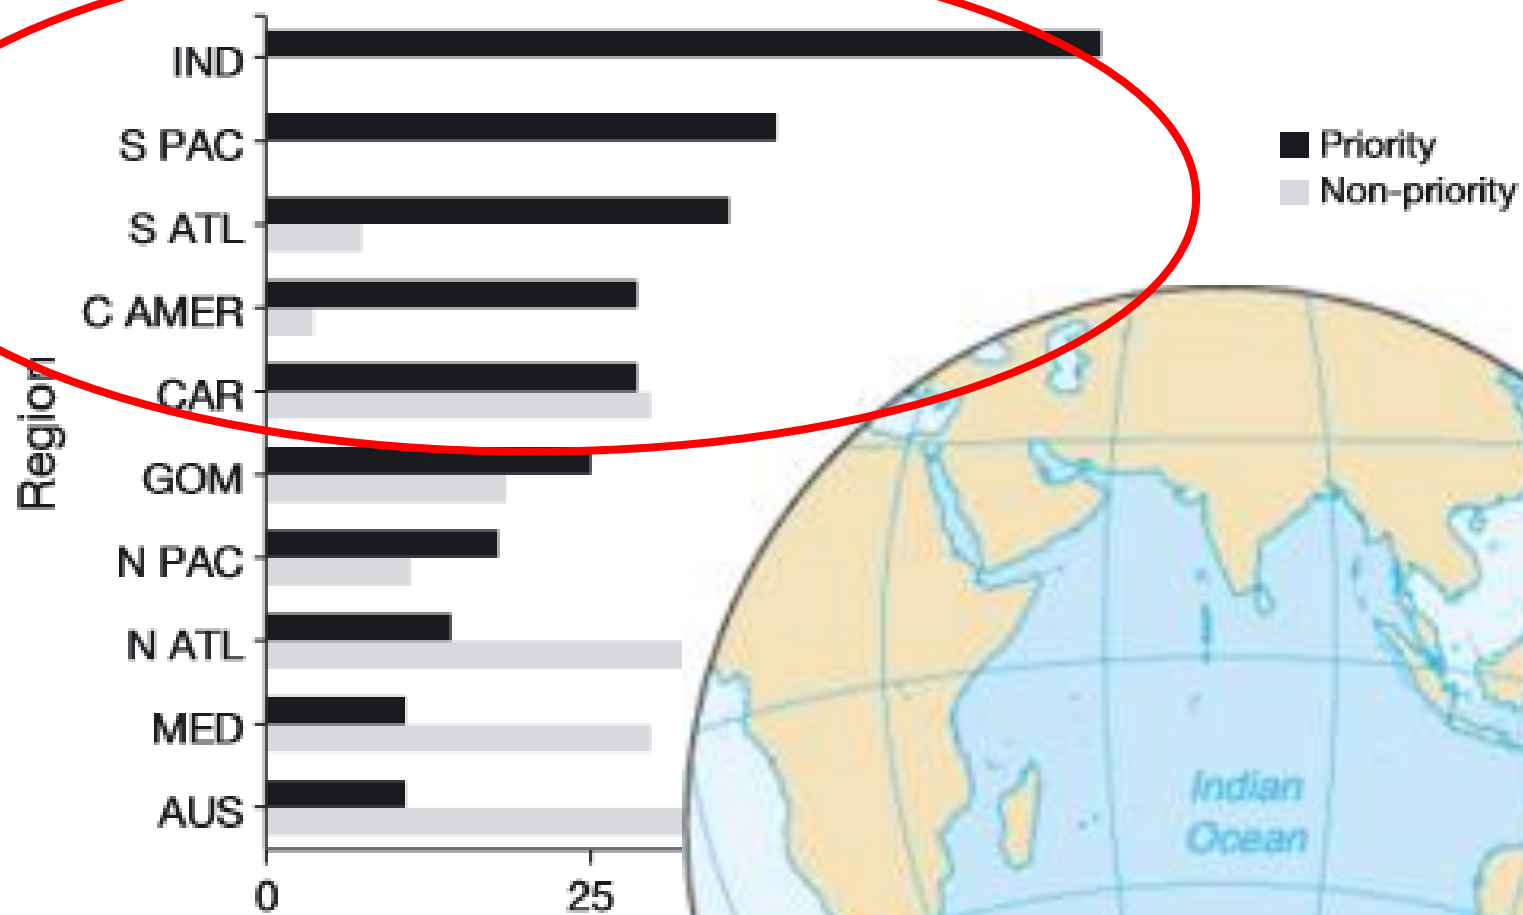 IND
S PAC
S ATL
C AMER
CAR
GOM
N PAC
N ATL
MED
AUS
Region
0
25
Priority
Non-priority
Indian
Ocean